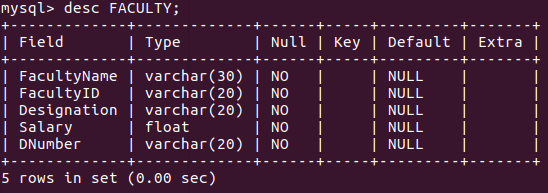 mysql> desc FACULTY;
+-------------+-------------+------+-----+---------+-------+
| Field       | Type        | Null | Key | Default | Extra |
+-------------+-------------+------+-----+---------+-------+
| FacultyName | varchar(30) | NO   |     | NULL    |       |
| FacultyID   | varchar(20) | NO   |     | NULL    |       |
| Designation | varchar(20) | NO   |     | NULL    |       |
| Salary      | float       | NO   |     | NULL    |       |
| DNumber     | varchar(20) | NO   |     | NULL    |       |
+-------------+-------------+------+-----+---------+-------+
5 rows in set (0.00 sec)